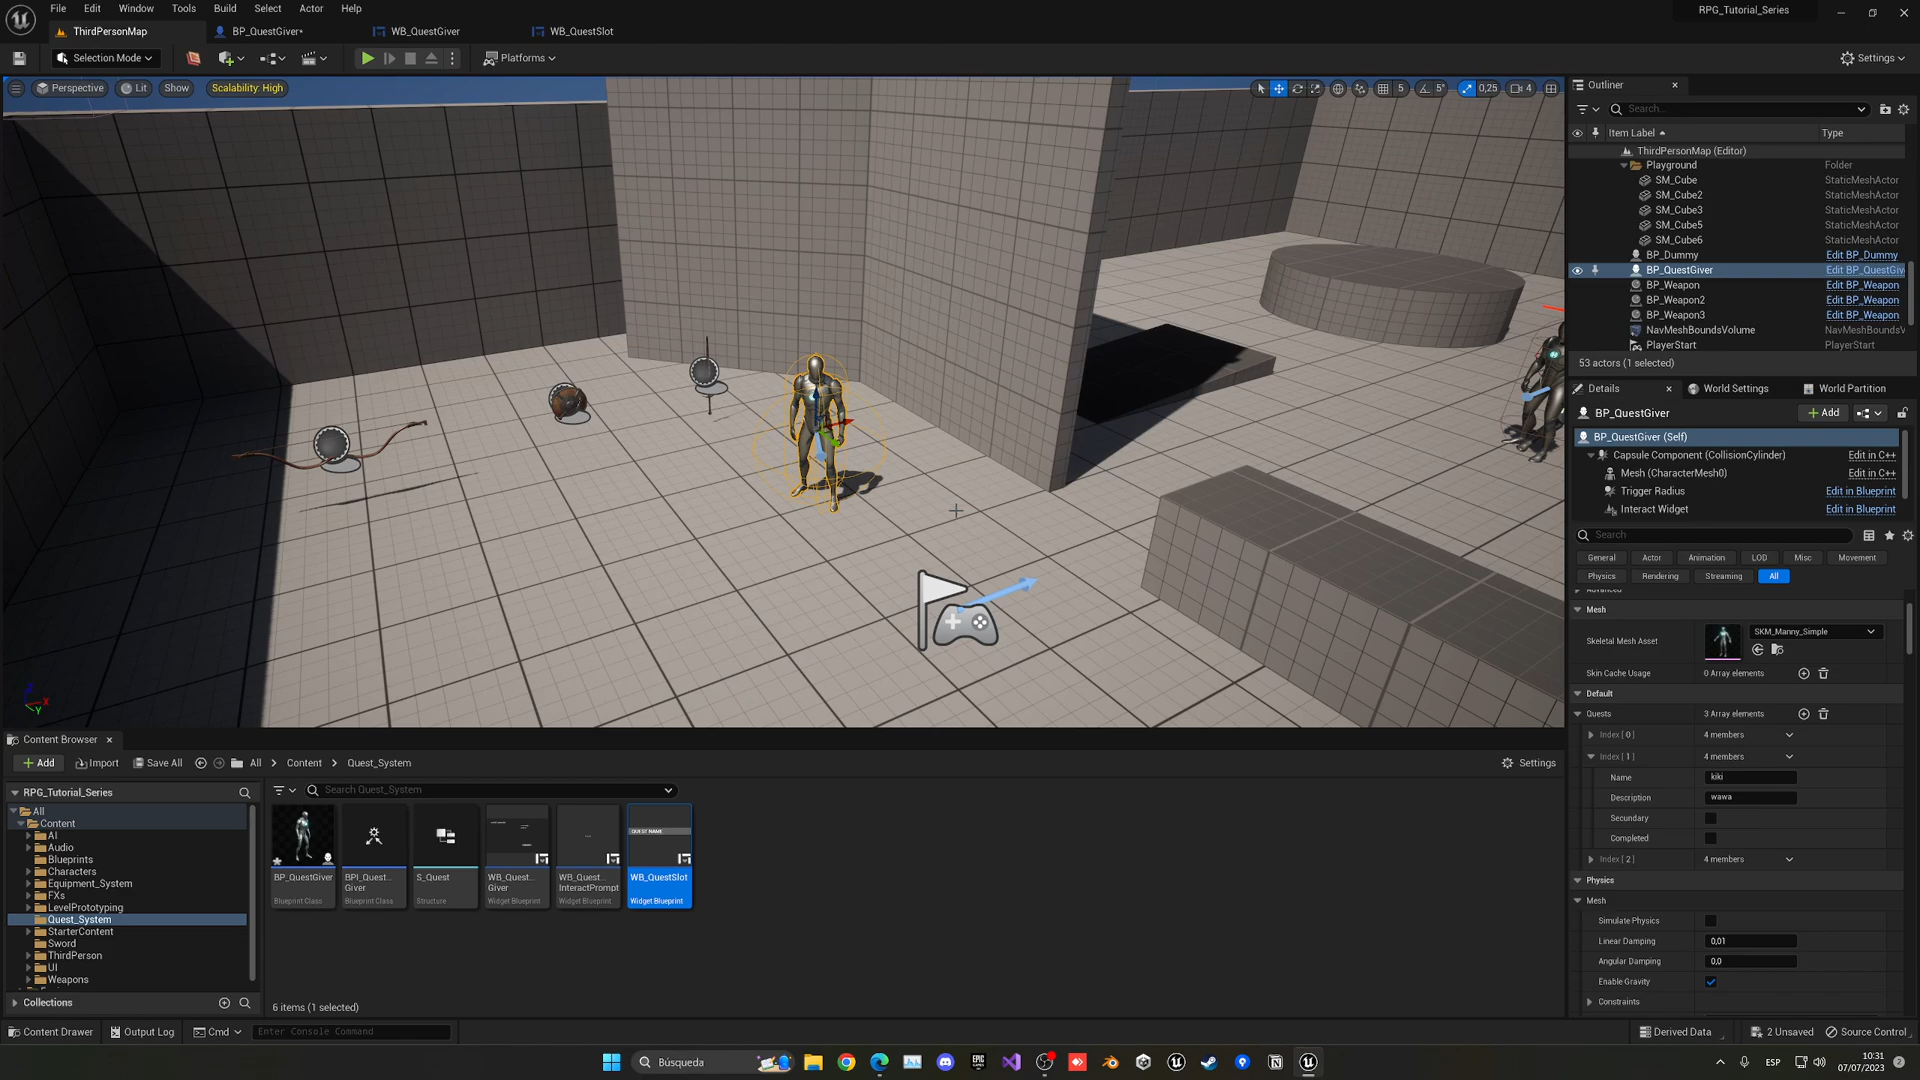 File Edit Window Tools Build Select Actor Help
RPG_Tutorial_Series
ThirdPersonMap
BP_QuestGiver*
WB_QuestGiver
WB_QuestSlot
Selection Mode
Platforms
Settings
Perspective
Lit
Show
Scalability: High
5
5°
0,25
4
Outliner
Search...
Item Label
Type
ThirdPersonMap (Editor)
Playground Folder
SM_Cube StaticMeshActor
SM_Cube2 StaticMeshActor
SM_Cube3 StaticMeshActor
SM_Cube5 StaticMeshActor
SM_Cube6 StaticMeshActor
BP_Dummy Edit BP_Dummy
BP_QuestGiver Edit BP_QuestGiv
BP_Weapon Edit BP_Weapon
BP_Weapon2 Edit BP_Weapon
BP_Weapon3 Edit BP_Weapon
NavMeshBoundsVolume NavMeshBoundsV
PlayerStart PlayerStart
53 actors (1 selected)
Details
World Settings
World Partition
BP_QuestGiver
Add
BP_QuestGiver (Self)
Capsule Component (CollisionCylinder) Edit in C++
Mesh (CharacterMesh0) Edit in C++
Trigger Radius Edit in Blueprint
Interact Widget Edit in Blueprint
Search
General Actor Animation LOD Misc Movement
Physics Rendering Streaming All
Advanced
Mesh
Skeletal Mesh Asset
SKM_Manny_Simple
Skin Cache Usage 0 Array elements
Default
Quests 3 Array elements
Index [ 0 ] 4 members
Index [ 1 ] 4 members
Name kiki
Description wawa
Secundary
Completed
Index [ 2 ] 4 members
Physics
Mesh
Simulate Physics
Linear Damping 0,01
Angular Damping 0,0
Enable Gravity
Constraints
Content Browser
Add
Import
Save All
All > Content > Quest_System
Settings
RPG_Tutorial_Series
All
Content
AI
Audio
Blueprints
Characters
Equipment_System
FXs
LevelPrototyping
Quest_System
StarterContent
Sword
ThirdPerson
UI
Weapons
Collections
Search Quest_System
QUEST NAME
BP_QuestGiver
Blueprint Class
BPI_Quest...
Giver
Blueprint Class
S_Quest
Structure
WB_Quest...
Giver
Widget Blueprint
WB_Quest...
InteractPrompt
Widget Blueprint
WB_QuestSlot
Widget Blueprint
6 items (1 selected)
Content Drawer
Output Log
Cmd
Enter Console Command
Derived Data
2 Unsaved
Source Control
Búsqueda
ESP
10:31
07/07/2023
2